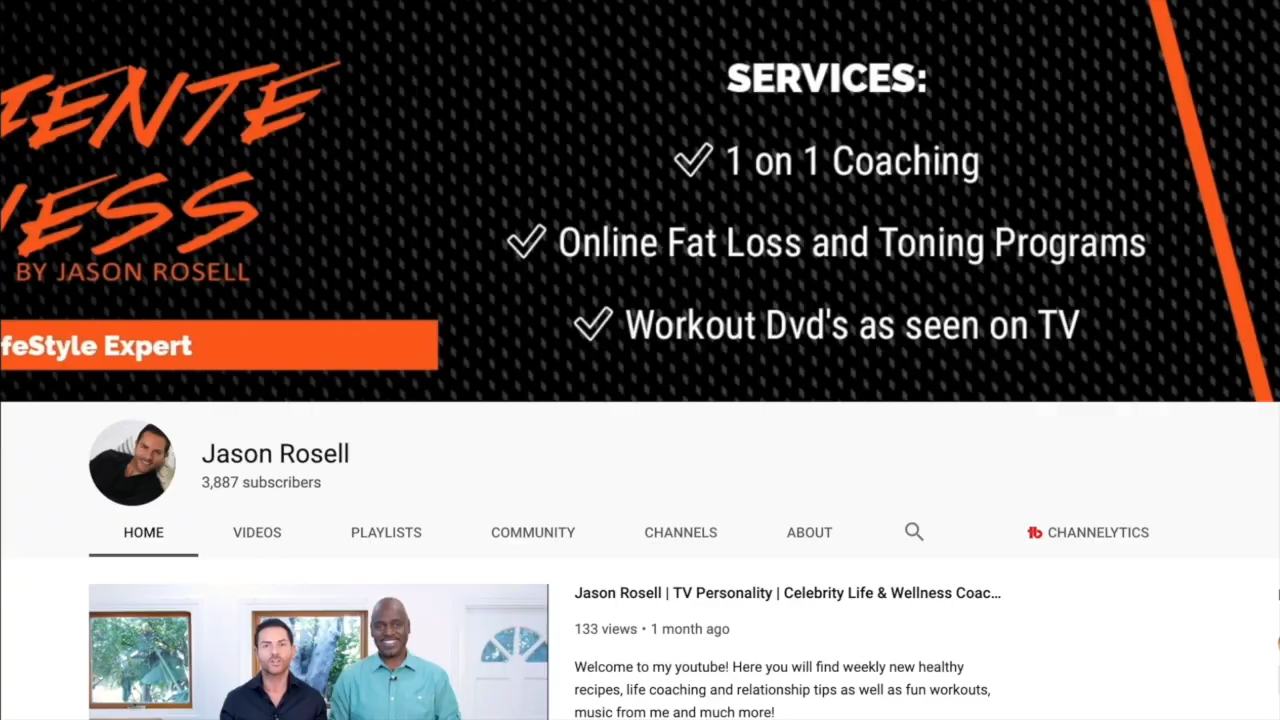 IENTE
NESS
BY JASON ROSELL
feStyle Expert
SERVICES:
1 on 1 Coaching
Online Fat Loss and Toning Programs
Workout Dvd's as seen on TV
Jason Rosell
3,887 subscribers
HOME VIDEOS PLAYLISTS COMMUNITY CHANNELS ABOUT CHANNELYTICS
Jason Rosell | TV Personality | Celebrity Life & Wellness Coac...
133 views • 1 month ago
Welcome to my youtube! Here you will find weekly new healthy
recipes, life coaching and relationship tips as well as fun workouts,
music from me and much more!